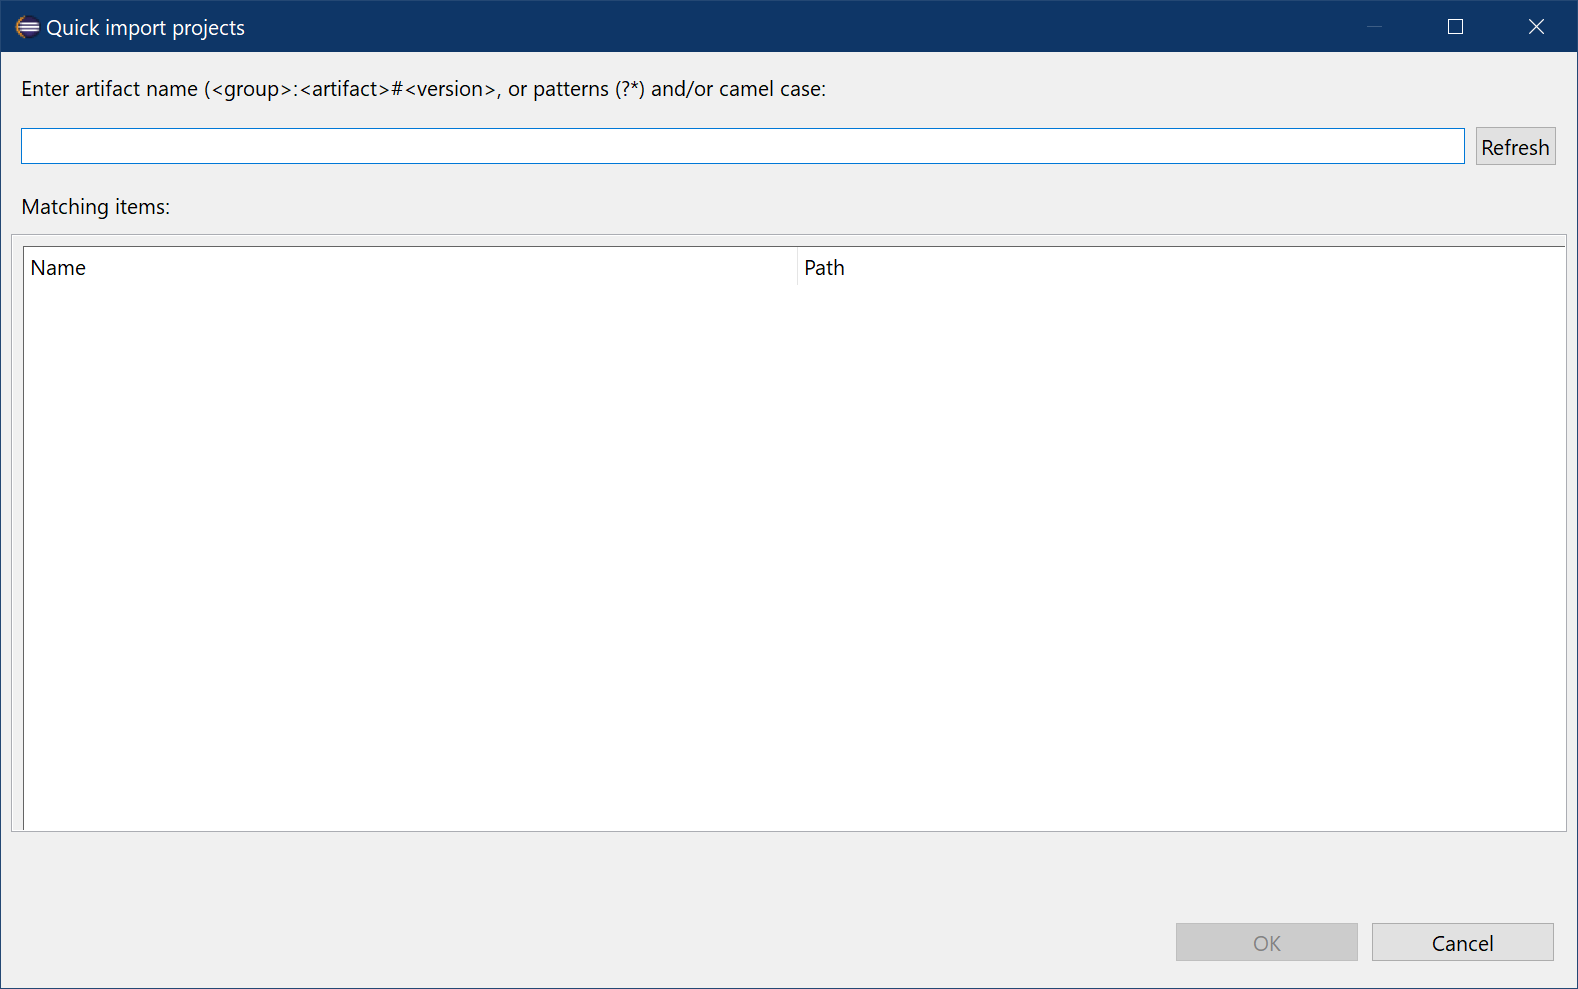 Quick import projects
Enter artifact name (<group>:<artifact>#<version>, or patterns (?*) and/or camel case:
Refresh
Matching items:
Name Path
OK Cancel